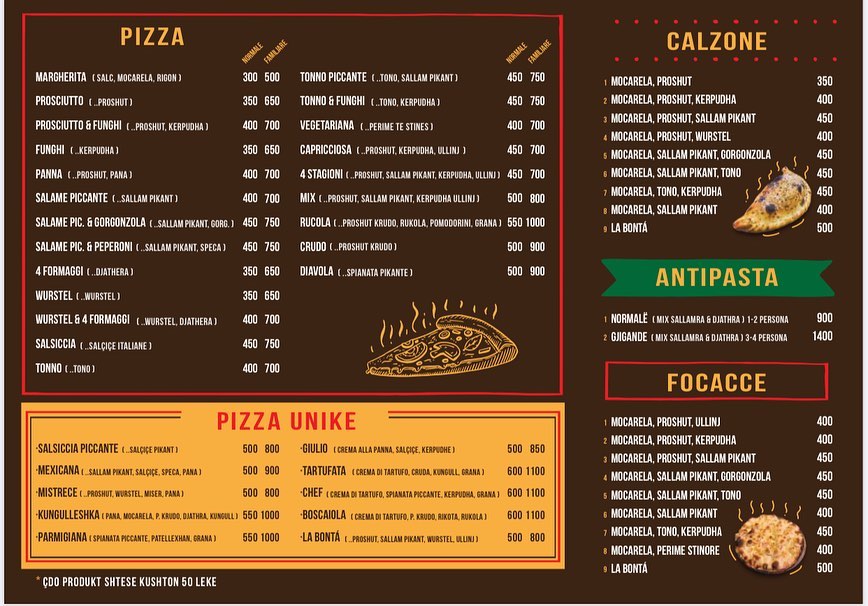 PIZZA
NORMALE FAMILJARE
MARGHERITA ( SALC, MOCARELA, RIGON ) 300 500
PROSCIUTTO ( ..PROSHUT ) 350 650
PROSCIUTTO & FUNGHI ( ..PROSHUT, KERPUDHA ) 400 700
FUNGHI ( ..KERPUDHA ) 350 650
PANNA ( ..PROSHUT, PANA ) 400 700
SALAME PICCANTE ( ..SALLAM PIKANT ) 400 700
SALAME PIC. & GORGONZOLA ( ..SALLAM PIKANT, GORG. ) 450 750
SALAME PIC. & PEPERONI ( ..SALLAM PIKANT, SPECA ) 450 750
4 FORMAGGI ( ..DJATHERA ) 350 650
WURSTEL ( ..WURSTEL ) 350 650
WURSTEL & 4 FORMAGGI ( ..WURSTEL, DJATHERA ) 400 700
SALSICCIA ( ..SALÇIÇE ITALIANE ) 450 750
TONNO ( ..TONO ) 400 700
NORMALE FAMILJARE
TONNO PICCANTE ( ..TONO, SALLAM PIKANT ) 450 750
TONNO & FUNGHI ( ..TONO, KERPUDHA ) 450 750
VEGETARIANA ( ..PERIME TE STINES ) 400 700
CAPRICCIOSA ( ..PROSHUT, KERPUDHA, ULLINJ ) 450 700
4 STAGIONI ( ..PROSHUT, SALLAM PIKANT, KERPUDHA, ULLINJ ) 450 700
MIX ( ..PROSHUT, SALLAM PIKANT, KERPUDHA ULLINJ ) 500 800
RUCOLA ( ..PROSHUT KRUDO, RUKOLA, POMODORINI, GRANA ) 550 1000
CRUDO ( ..PROSHUT KRUDO ) 500 900
DIAVOLA ( ..SPIANATA PIKANTE ) 500 900
PIZZA UNIKE
·SALSICCIA PICCANTE ( ..SALÇIÇE PIKANT ) 500 800
·MEXICANA ( ..SALLAM PIKANT, SALÇIÇE, SPECA, PANA ) 500 900
·MISTRECE ( ..PROSHUT, WURSTEL, MISER, PANA ) 500 800
·KUNGULLESHKA ( PANA, MOCARELA, P. KRUDO, DJATHRA, KUNGULL ) 550 1000
·PARMIGIANA ( SPIANATA PICCANTE, PATELLEXHAN, GRANA ) 550 1000
·GIULIO ( CREMA ALLA PANNA, SALÇIÇE, KERPUDHE ) 500 850
·TARTUFATA ( CREMA DI TARTUFO, CRUDA, KUNGULL, GRANA ) 600 1100
·CHEF ( CREMA DI TARTUFO, SPIANATA PICCANTE, KERPUDHA, GRANA ) 600 1100
·BOSCAIOLA ( CREMA DI TARTUFO, P. KRUDO, RIKOTA, RUKOLA ) 600 1100
·LA BONTÁ ( ..PROSHUT, SALLAM PIKANT, WURSTEL, ULLINJ ) 500 800
* ÇDO PRODUKT SHTESE KUSHTON 50 LEKE
CALZONE
1 MOCARELA, PROSHUT 350
2 MOCARELA, PROSHUT, KERPUDHA 400
3 MOCARELA, PROSHUT, SALLAM PIKANT 450
4 MOCARELA, PROSHUT, WURSTEL 400
5 MOCARELA, SALLAM PIKANT, GORGONZOLA 450
6 MOCARELA, SALLAM PIKANT, TONO 450
7 MOCARELA, TONO, KERPUDHA 450
8 MOCARELA, SALLAM PIKANT 400
9 LA BONTÁ 500
ANTIPASTA
1 NORMALË ( MIX SALLAMRA & DJATHRA ) 1-2 PERSONA 900
2 GJIGANDE ( MIX SALLAMRA & DJATHRA ) 3-4 PERSONA 1400
FOCACCE
1 MOCARELA, PROSHUT, ULLINJ 400
2 MOCARELA, PROSHUT, KERPUDHA 400
3 MOCARELA, PROSHUT, SALLAM PIKANT 450
4 MOCARELA, SALLAM PIKANT, GORGONZOLA 450
5 MOCARELA, SALLAM PIKANT, TONO 450
6 MOCARELA, SALLAM PIKANT 400
7 MOCARELA, TONO, KERPUDHA 450
8 MOCARELA, PERIME STINORE 400
9 LA BONTÁ 500